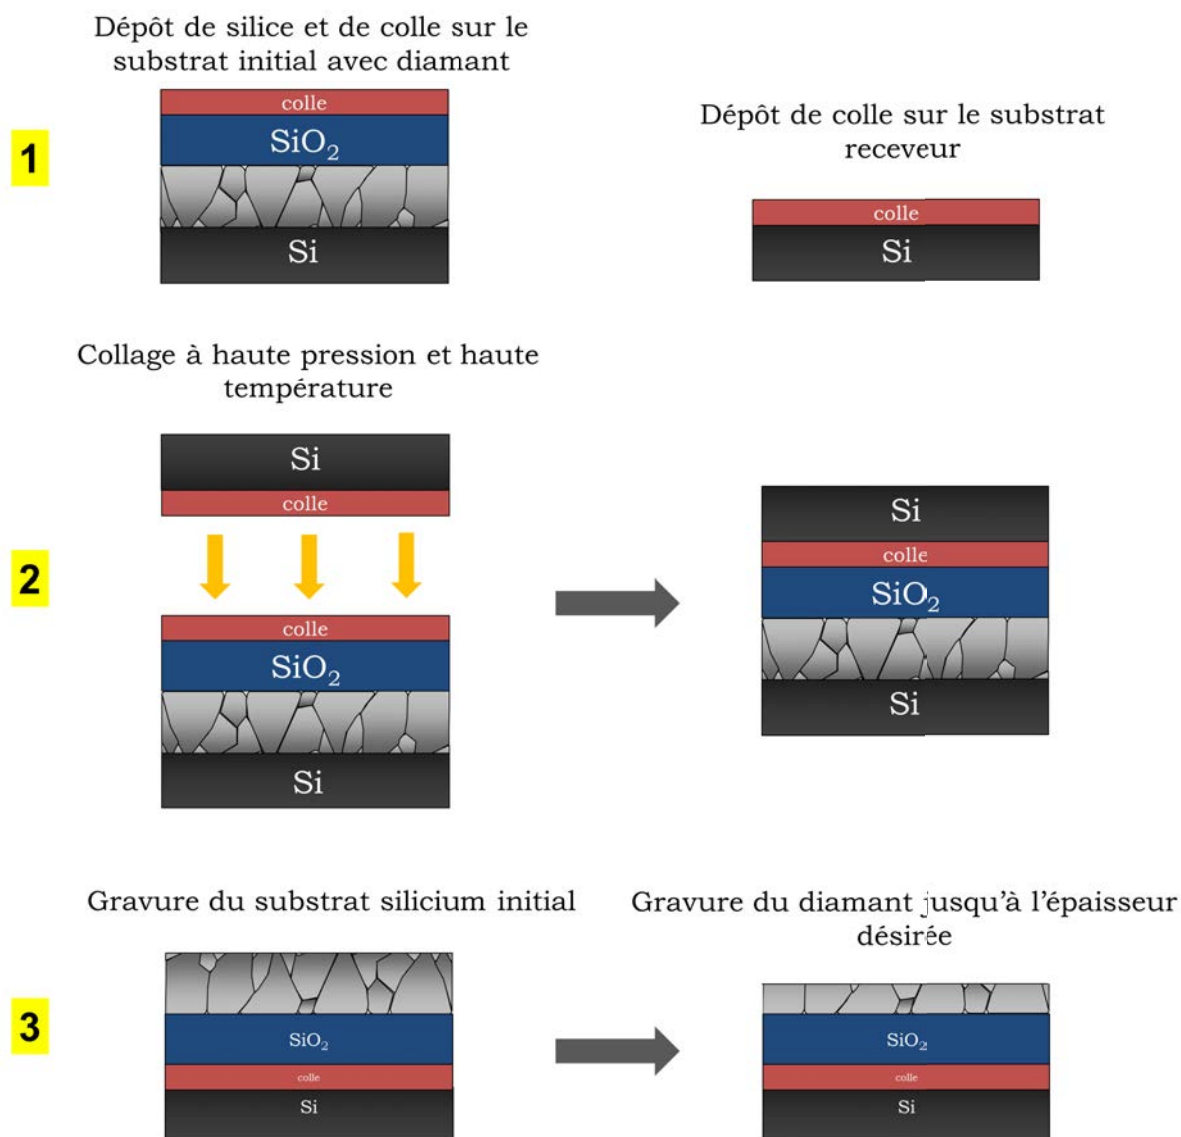 Dépôt de silice et de colle sur le
substrat initial avec diamant
1
colle
SiO₂
Si
Dépôt de colle sur le substrat
receveur
colle
Si
Collage à haute pression et haute
température
2
Si
colle
colle
SiO₂
Si
Si
colle
SiO₂
Si
Gravure du substrat silicium initial
3
SiO₂
colle
Si
Gravure du diamant jusqu'à l'épaisseur
désirée
SiO₂
colle
Si